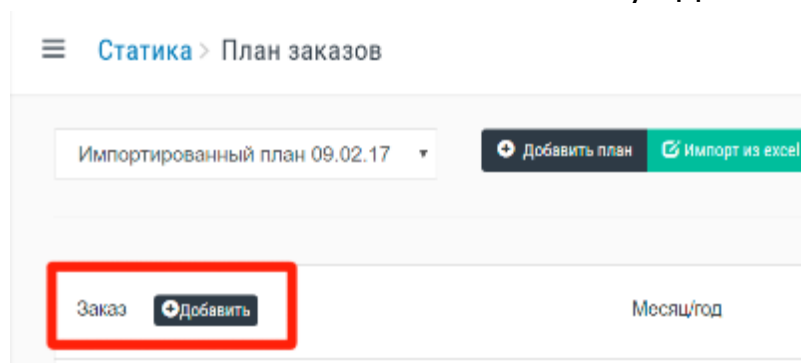 Статика > План заказов
Импортированный план 09.02.17 Добавить план Импорт из excel
Заказ Добавить Месяц/год